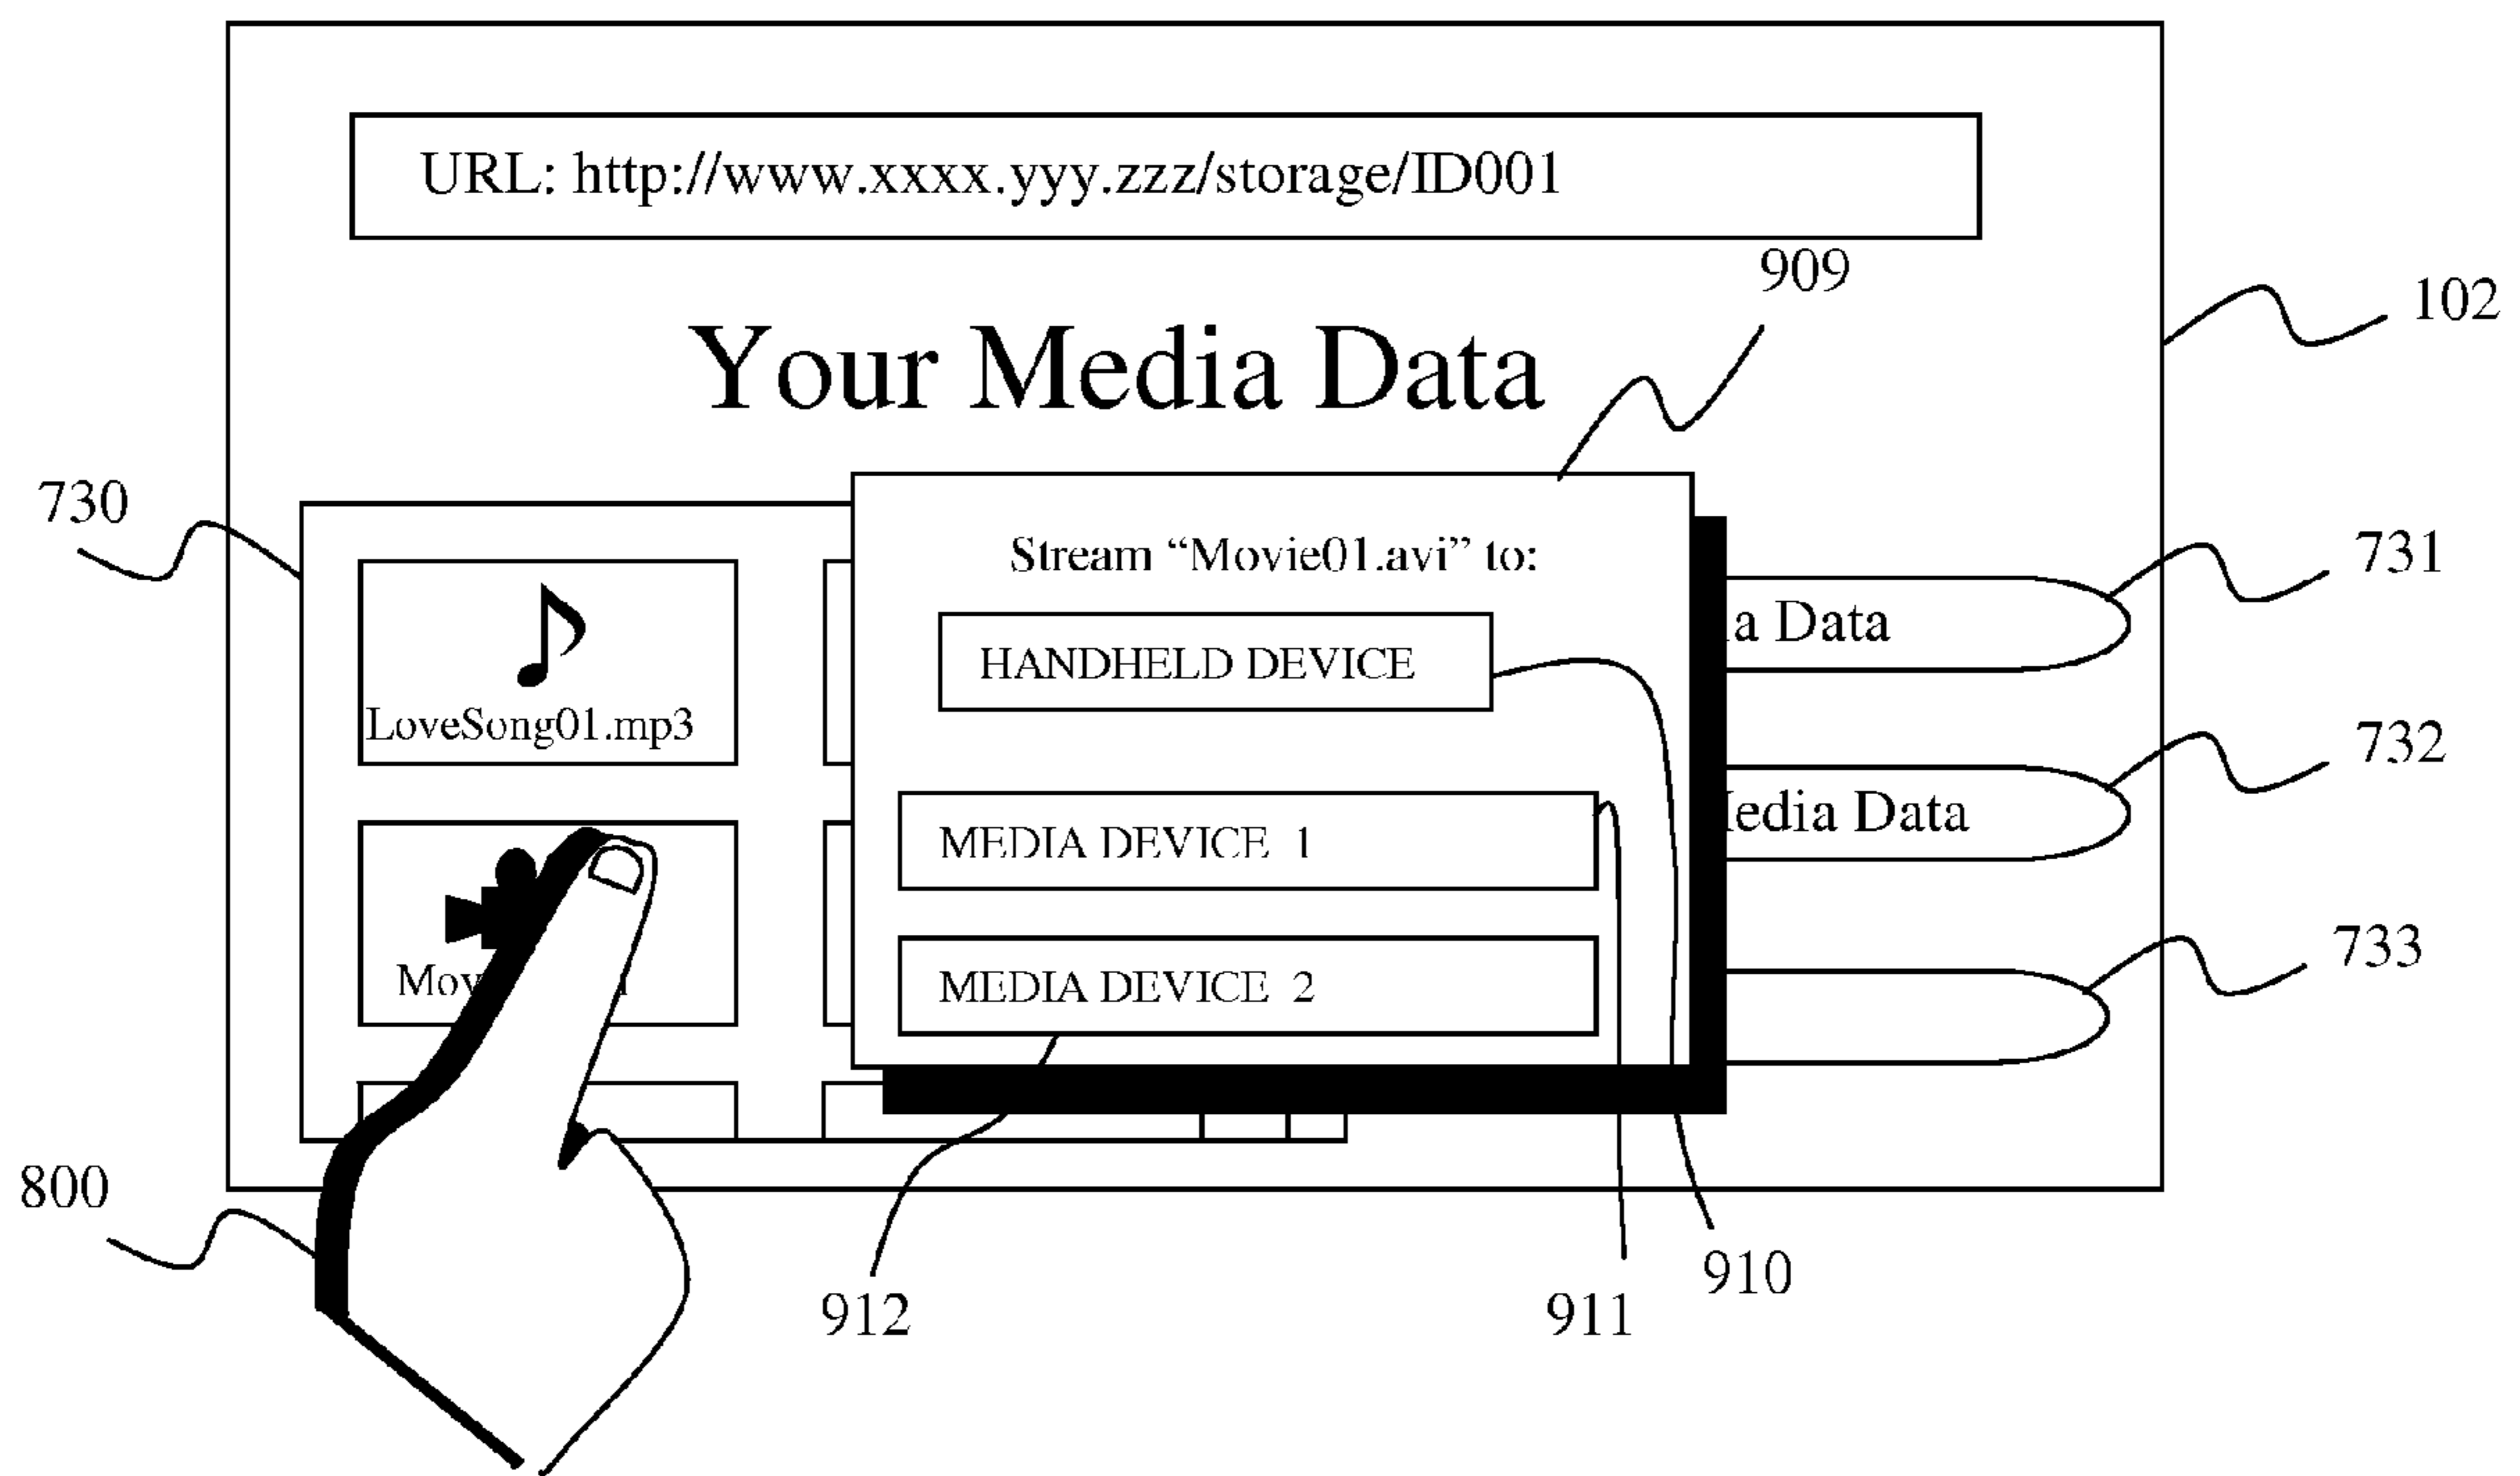 URL: http://www.xxxx.yyy.zzz/storage/ID001
909
102
Your Media Data
730
Stream “Movie01.avi” to:
731
a Data
HANDHELD DEVICE
LoveSong01.mp3
732
edia Data
MEDIA DEVICE 1
733
Mov
MEDIA DEVICE 2
800
910
912
911